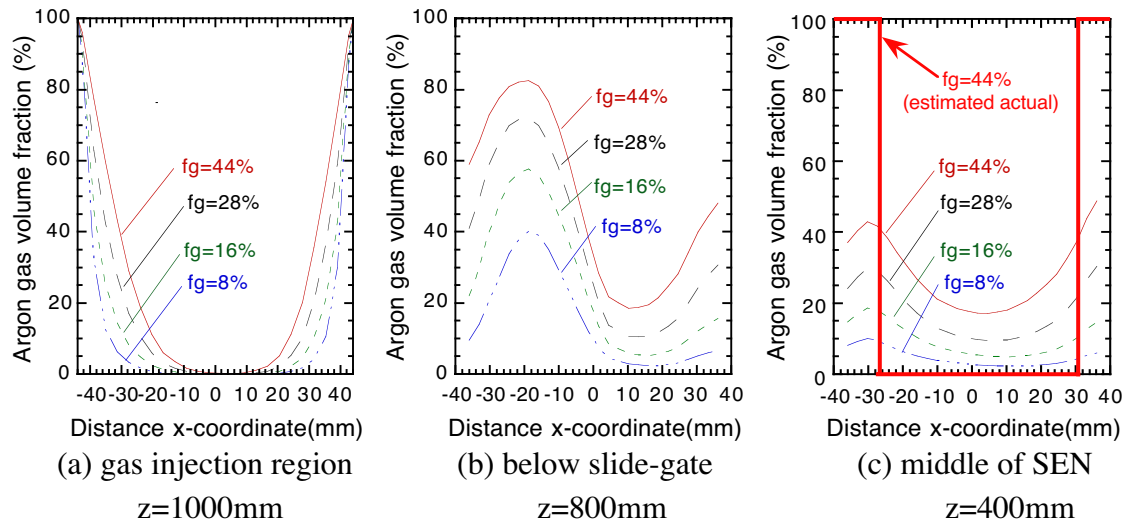 Argon gas volume fraction (%)
100
80
60
40
20
0
fg=44%
fg=28%
fg=16%
fg=8%
-40 -30 -20 -10 0 10 20 30 40
Distance x-coordinate(mm)
(a) gas injection region
z=1000mm
Argon gas volume fraction (%)
100
80
60
40
20
0
fg=44%
fg=28%
fg=16%
fg=8%
-40 -30 -20 -10 0 10 20 30 40
Distance x-coordinate(mm)
(b) below slide-gate
z=800mm
Argon gas volume fraction (%)
100
80
60
40
20
0
fg=44%
(estimated actual)
fg=44%
fg=28%
fg=16%
fg=8%
-40 -30 -20 -10 0 10 20 30 40
Distance x-coordinate(mm)
(c) middle of SEN
z=400mm